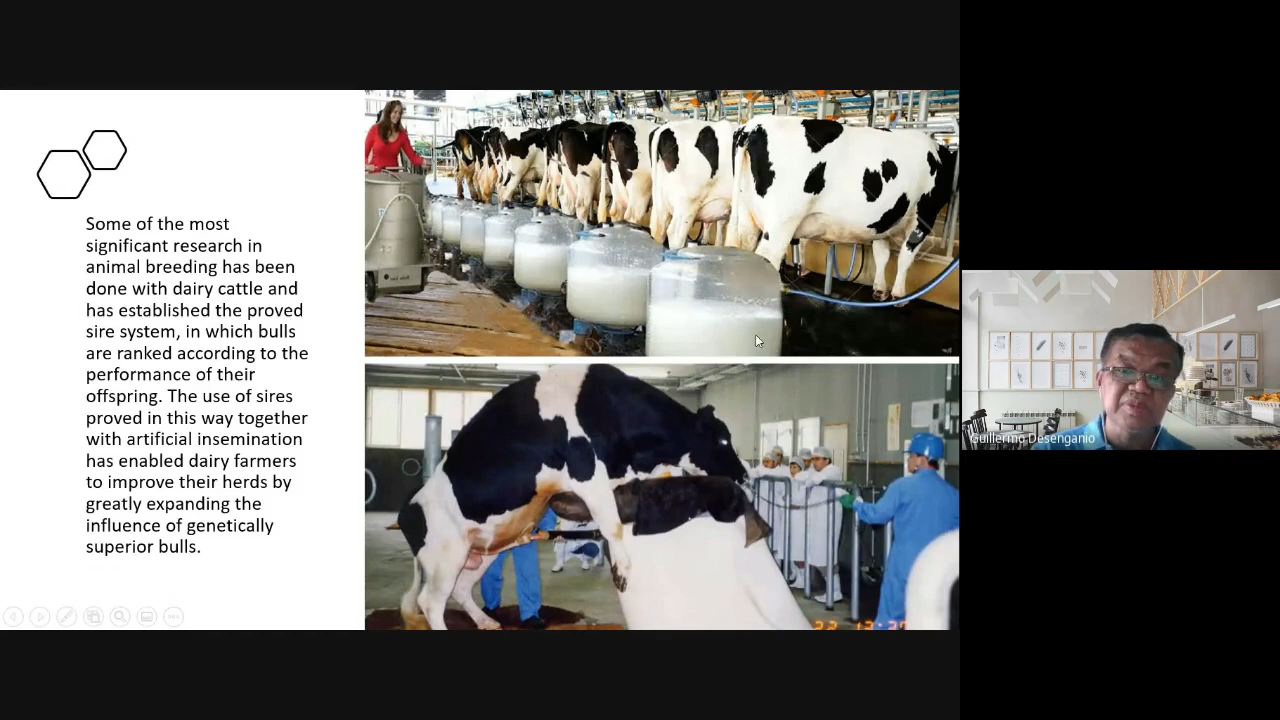 Some of the most
significant research in
animal breeding has been
done with dairy cattle and
has established the proved
sire system, in which bulls
are ranked according to the
performance of their
offspring. The use of sires
proved in this way together
with artificial insemination
has enabled dairy farmers
to improve their herds by
greatly expanding the
influence of genetically
superior bulls.
Guillermo Desenganio